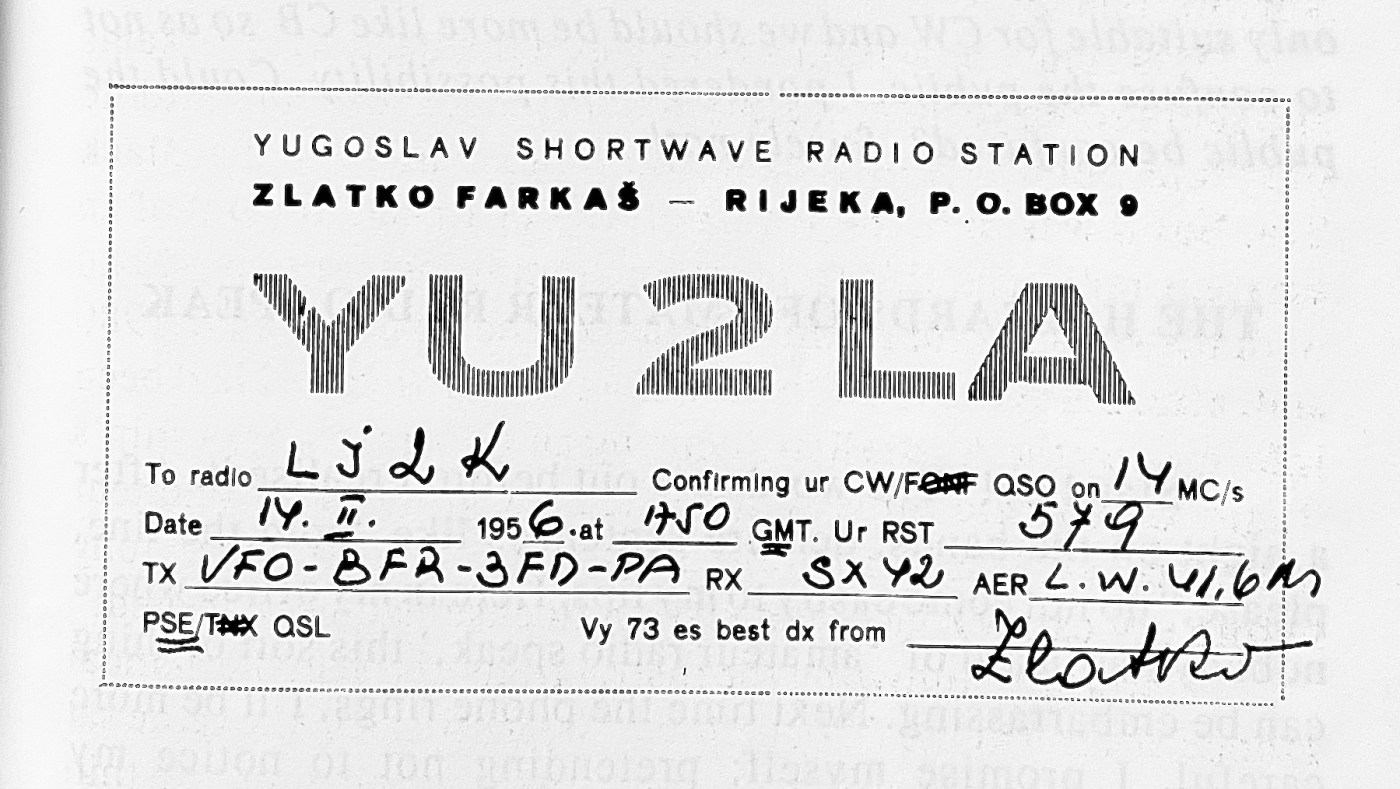 YUGOSLAV SHORTWAVE RADIO STATION
ZLATKO FARKAŠ — RIJEKA, P. O. BOX 9
YU2LA
To radio LJ2K Confirming ur CW/FONE QSO on 14 MC/s
Date 14. II. 1956. at 1750 GMT. Ur RST 579
TX VFO-BFR-3FD-PA RX SX42 AER L.W. 41,6m
PSE/TNX QSL Vy 73 es best dx from Zlatko